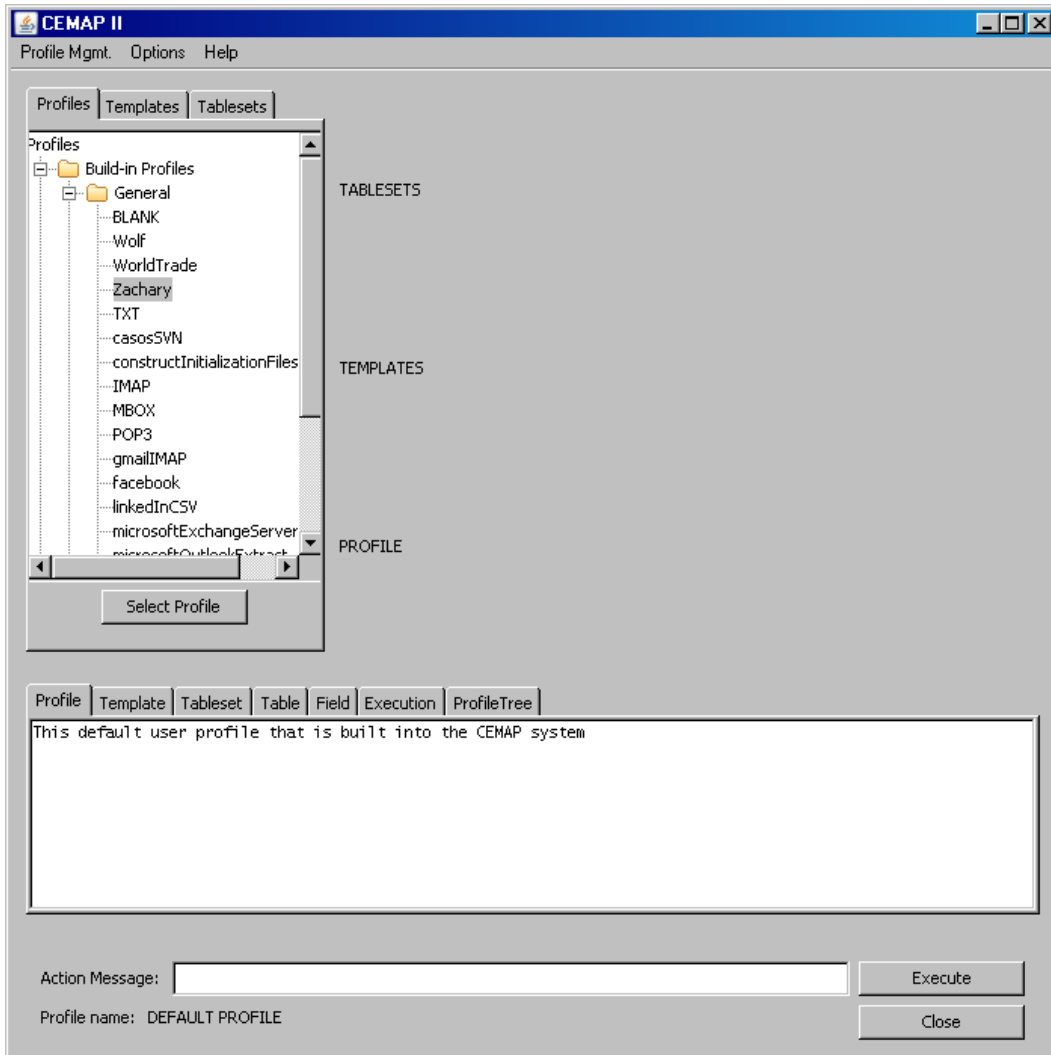 CEMAP II
Profile Mgmt. Options Help
Profiles Templates Tablesets
Profiles
Build-in Profiles
General
BLANK
Wolf
WorldTrade
Zachary
TXT
casosSVN
constructInitializationFiles
IMAP
MBOX
POP3
gmailIMAP
facebook
linkedInCSV
microsoftExchangeServer
microsoftOutlookExtract
Select Profile
TABLESETS
TEMPLATES
PROFILE
Profile Template Tableset Table Field Execution ProfileTree
This default user profile that is built into the CEMAP system
Action Message:
Execute
Profile name: DEFAULT PROFILE
Close